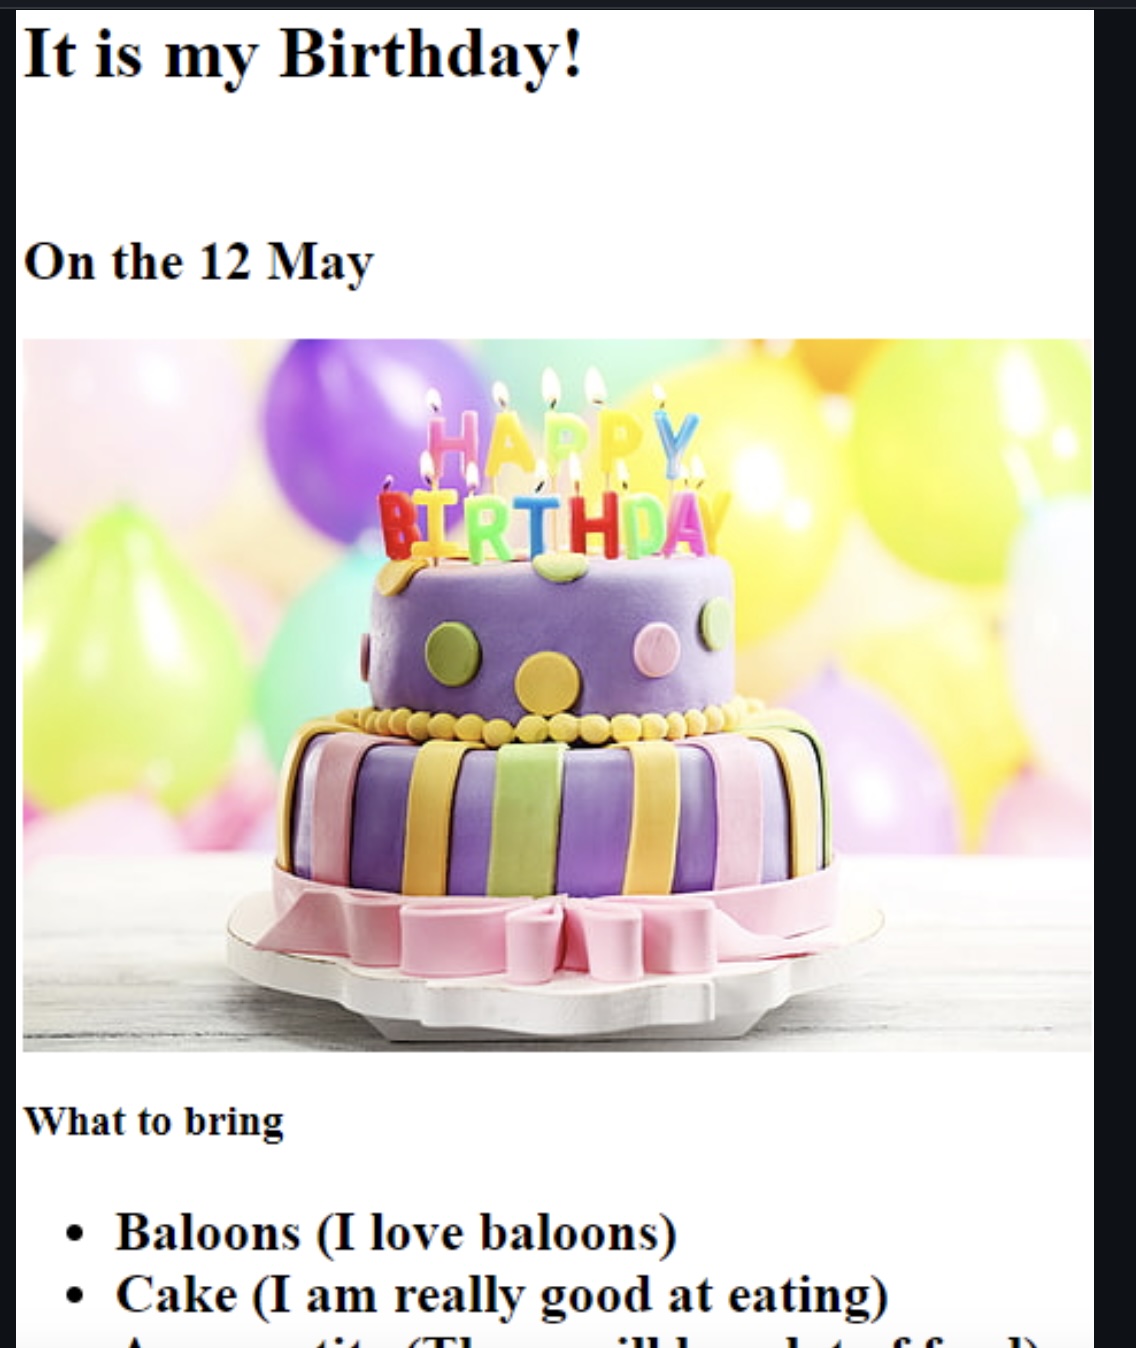 It is my Birthday!
On the 12 May
HAPPY
BIRTHDAY
What to bring
Baloons (I love baloons)
Cake (I am really good at eating)